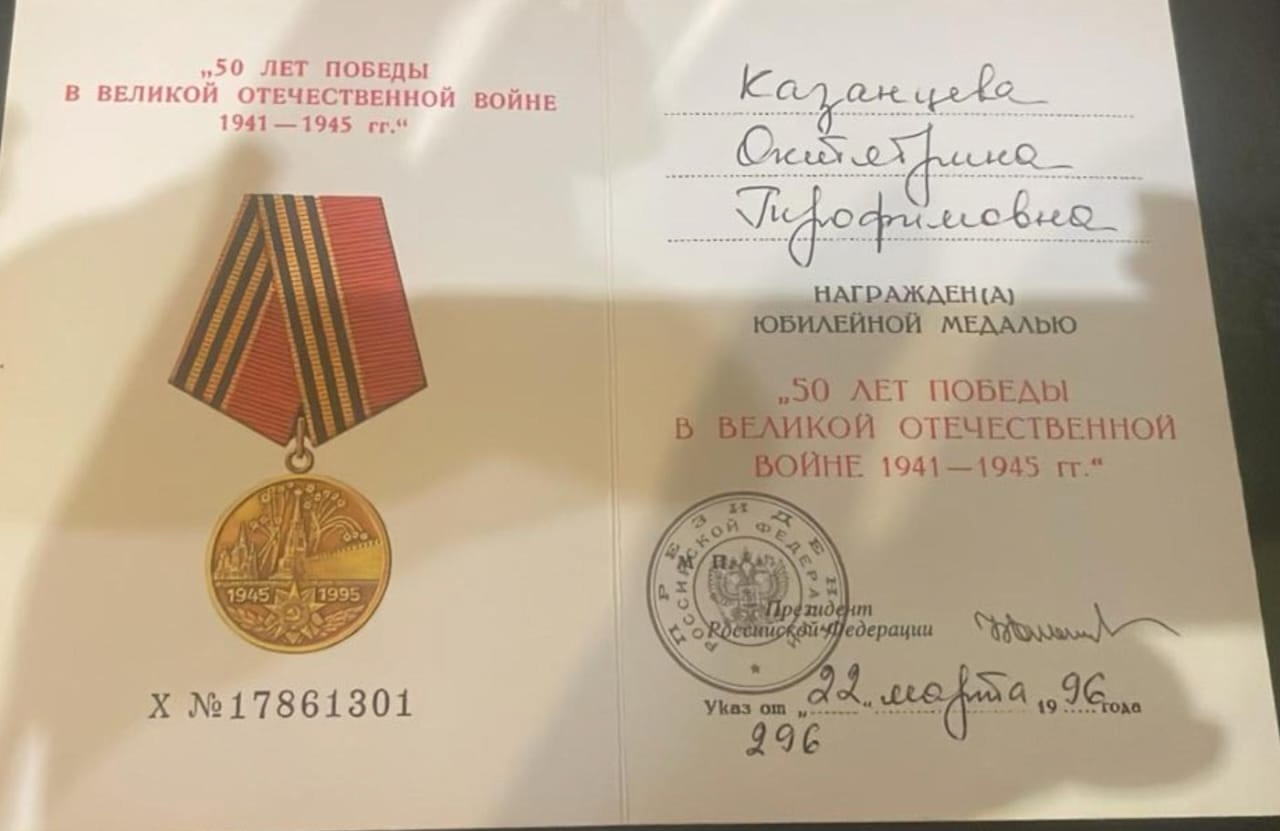 „50 ЛЕТ ПОБЕДЫ
В ВЕЛИКОЙ ОТЕЧЕСТВЕННОЙ ВОЙНЕ
1941—1945 гг.“
1945 1995
Х №17861301
Казанцева
Октябрина
Трофимовна
НАГРАЖДЕН(А)
ЮБИЛЕЙНОЙ МЕДАЛЬЮ
„50 ЛЕТ ПОБЕДЫ
В ВЕЛИКОЙ ОТЕЧЕСТВЕННОЙ
ВОЙНЕ 1941—1945 гг.“
ПРЕЗИДЕНТ
РОССИЙСКОЙ ФЕДЕРАЦИИ
М. П.
Президент
Российской Федерации
Указ от „22“ марта 1996 года
296